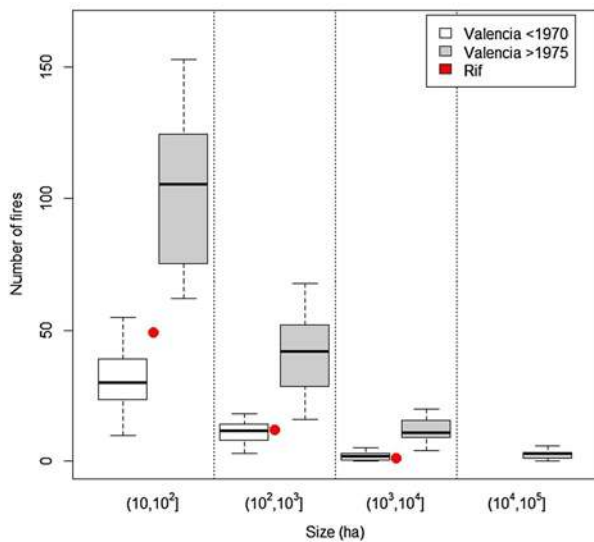 Valencia <1970
Valencia >1975
Rif
150
100
50
0
Number of fires
(10,10²]
(10²,10³]
(10³,10⁴]
(10⁴,10⁵]
Size (ha)